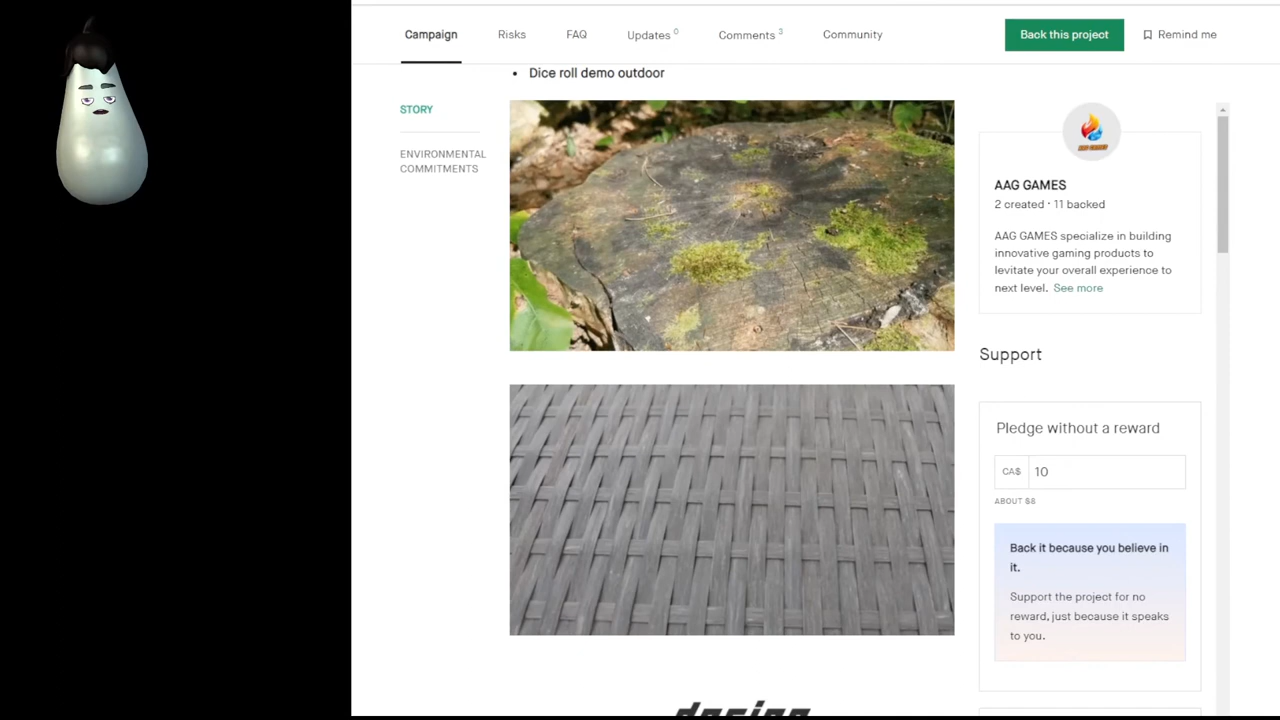 Campaign
Risks
FAQ
Updates 0
Comments 3
Community
Back this project
Remind me
• Dice roll demo outdoor
STORY
ENVIRONMENTAL
COMMITMENTS
AAG GAMES
AAG GAMES
2 created · 11 backed
AAG GAMES specialize in building
innovative gaming products to
levitate your overall experience to
next level. See more
Support
Pledge without a reward
CA$ 10
ABOUT $8
Back it because you believe in
it.
Support the project for no
reward, just because it speaks
to you.
design